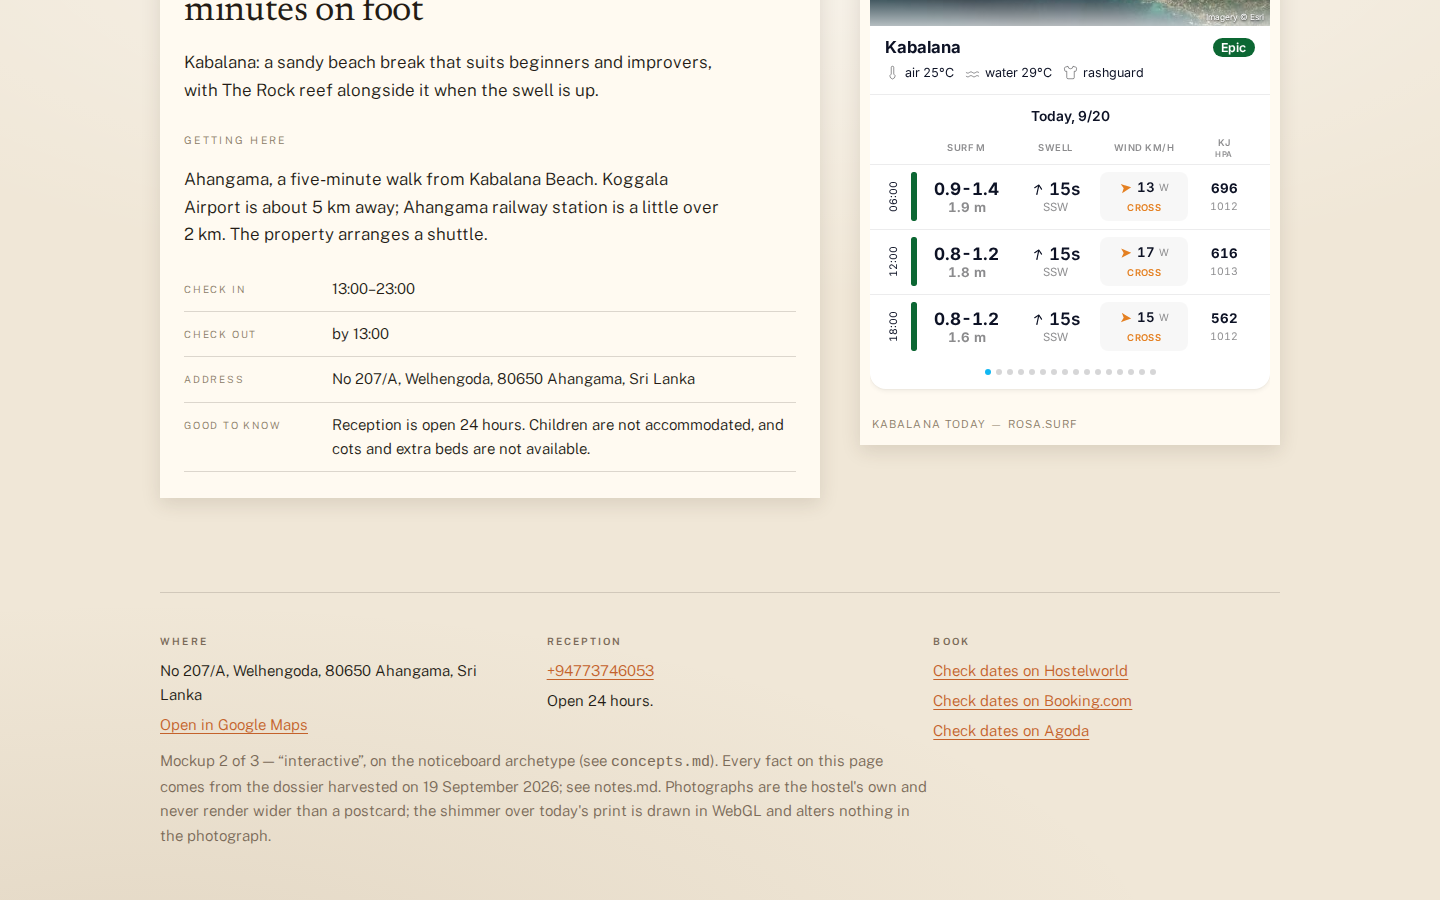 minutes on foot
Kabalana: a sandy beach break that suits beginners and improvers,
with The Rock reef alongside it when the swell is up.
GETTING HERE
Ahangama, a five-minute walk from Kabalana Beach. Koggala
Airport is about 5 km away; Ahangama railway station is a little over
2 km. The property arranges a shuttle.
CHECK IN 13:00–23:00
CHECK OUT by 13:00
ADDRESS No 207/A, Welhengoda, 80650 Ahangama, Sri Lanka
GOOD TO KNOW Reception is open 24 hours. Children are not accommodated, and
cots and extra beds are not available.
Imagery © Esri
Kabalana Epic
air 25°C water 29°C rashguard
Today, 9/20
SURF M SWELL WIND KM/H KJ
HPA
06:00 0.9-1.4 15s 13 W 696
1.9 m SSW CROSS 1012
12:00 0.8-1.2 15s 17 W 616
1.8 m SSW CROSS 1013
18:00 0.8-1.2 15s 15 W 562
1.6 m SSW CROSS 1012
KABALANA TODAY — ROSA.SURF
WHERE
No 207/A, Welhengoda, 80650 Ahangama, Sri
Lanka
Open in Google Maps
RECEPTION
+94773746053
Open 24 hours.
BOOK
Check dates on Hostelworld
Check dates on Booking.com
Check dates on Agoda
Mockup 2 of 3 — “interactive”, on the noticeboard archetype (see concepts.md). Every fact on this page
comes from the dossier harvested on 19 September 2026; see notes.md. Photographs are the hostel's own and
never render wider than a postcard; the shimmer over today's print is drawn in WebGL and alters nothing in
the photograph.